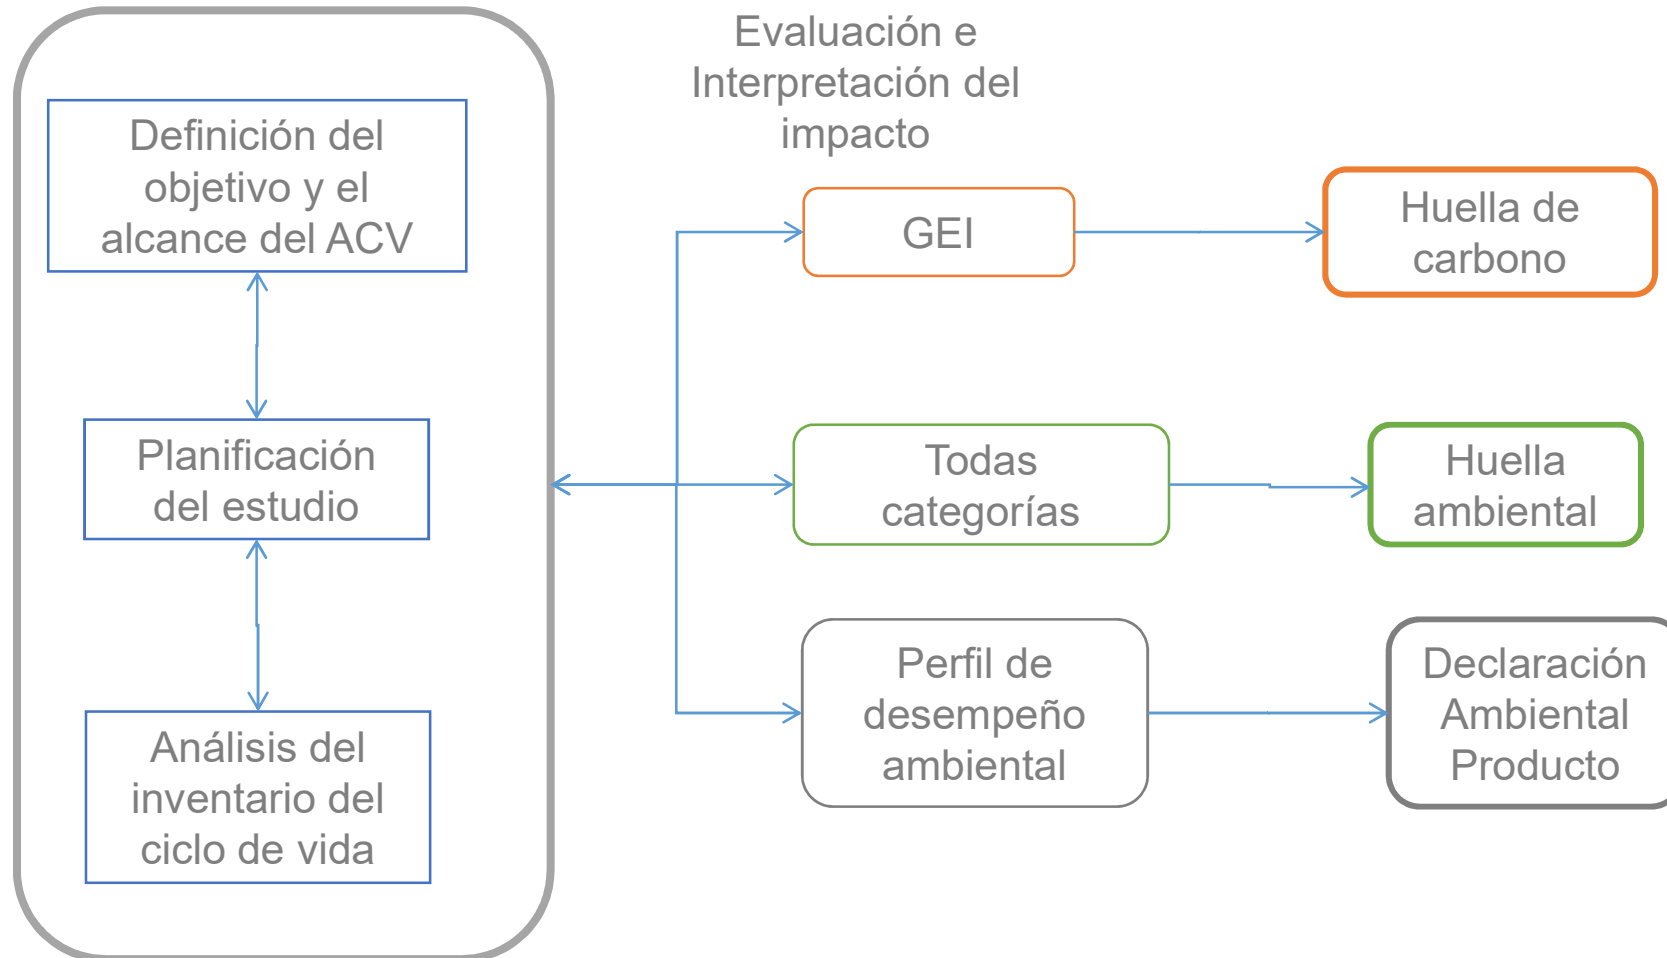 Definición del
objetivo y el
alcance del ACV
Planificación
del estudio
Análisis del
inventario del
ciclo de vida
Evaluación e
Interpretación del
impacto
GEI
Huella de
carbono
Todas
categorías
Huella
ambiental
Perfil de
desempeño
ambiental
Declaración
Ambiental
Producto